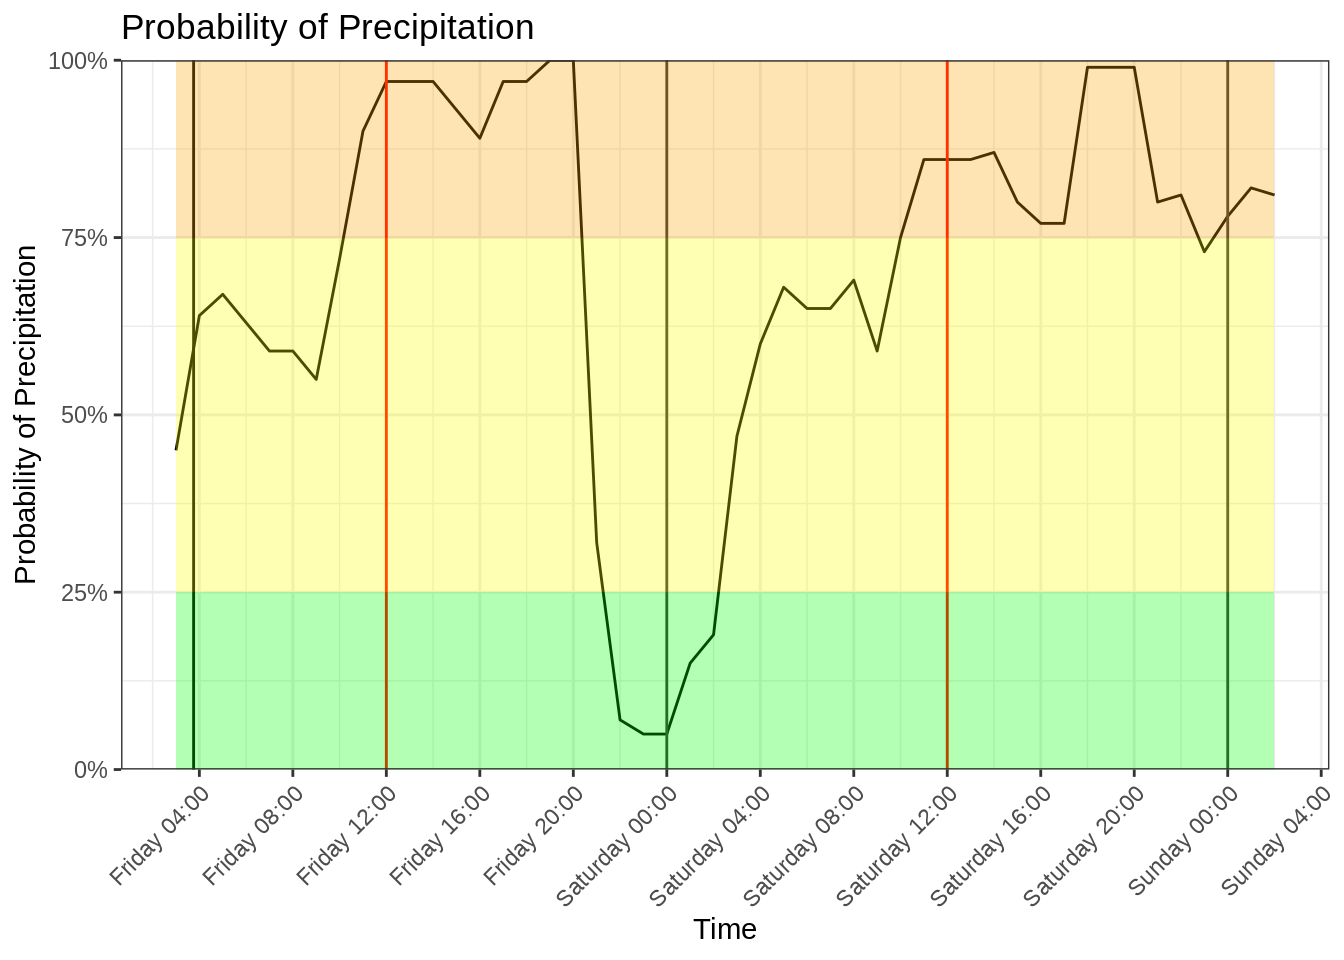 Probability of Precipitation
Probability of Precipitation
100%
75%
50%
25%
0%
Friday 04:00
Friday 08:00
Friday 12:00
Friday 16:00
Friday 20:00
Saturday 00:00
Saturday 04:00
Saturday 08:00
Saturday 12:00
Saturday 16:00
Saturday 20:00
Sunday 00:00
Sunday 04:00
Time